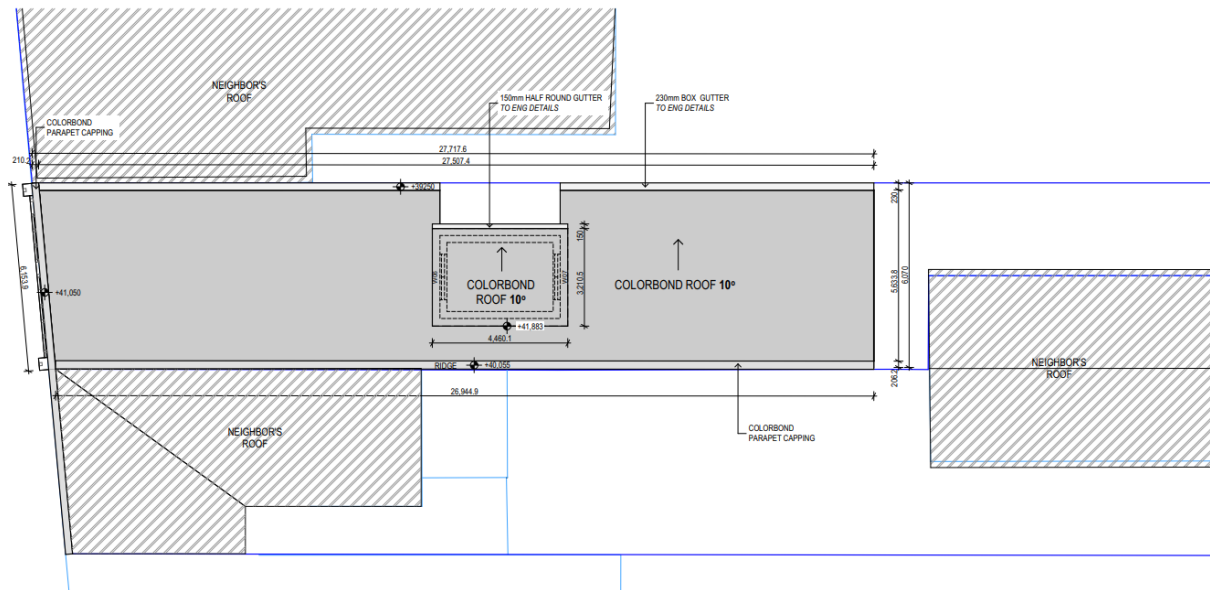 NEIGHBOR'S
ROOF
150mm HALF ROUND GUTTER
TO ENG DETAILS
230mm BOX GUTTER
TO ENG DETAILS
COLORBOND
PARAPET CAPPING
27,717.6
210.2
27,507.4
+39250
230
150
W06
W07
COLORBOND
ROOF 10º
COLORBOND ROOF 10º
3,210.5
5,633.8
6,070
6,153.9
+41,050
+41,883
4,460.1
RIDGE
+40,055
206.2
NEIGHBOR'S
ROOF
26,944.9
COLORBOND
PARAPET CAPPING
NEIGHBOR'S
ROOF